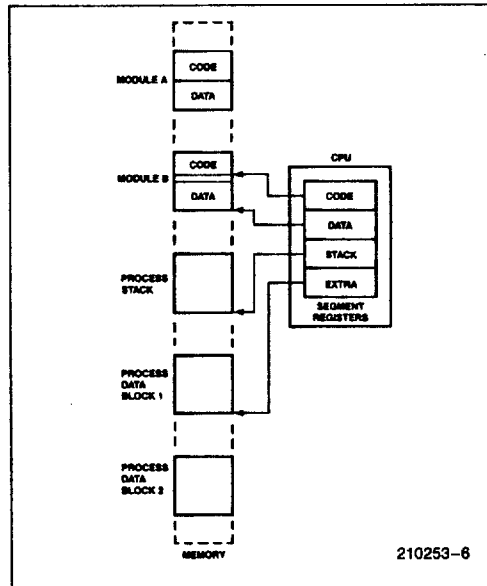 CODE
MODULE A
DATA
CODE
MODULE B
DATA
CPU
CODE
DATA
STACK
EXTRA
SEGMENT
REGISTERS
PROCESS
STACK
PROCESS
DATA
BLOCK 1
PROCESS
DATA
BLOCK 2
MEMORY
210253-6